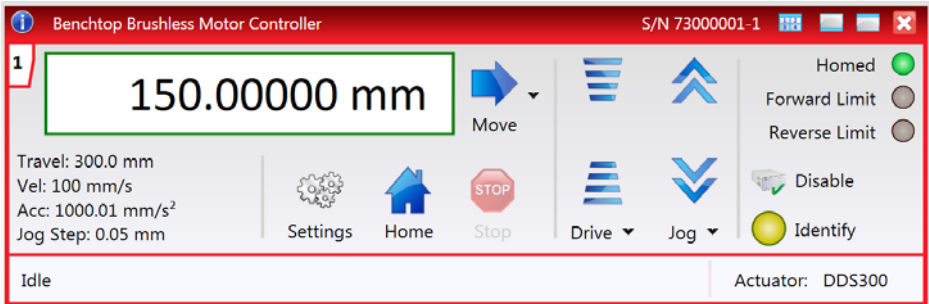 Benchtop Brushless Motor Controller S/N 73000001-1
1
150.00000 mm
Move
Homed
Forward Limit
Reverse Limit
Travel: 300.0 mm
Vel: 100 mm/s
Acc: 1000.01 mm/s²
Jog Step: 0.05 mm
Settings
Home
STOP
Stop
Drive
Jog
Disable
Identify
Idle
Actuator: DDS300